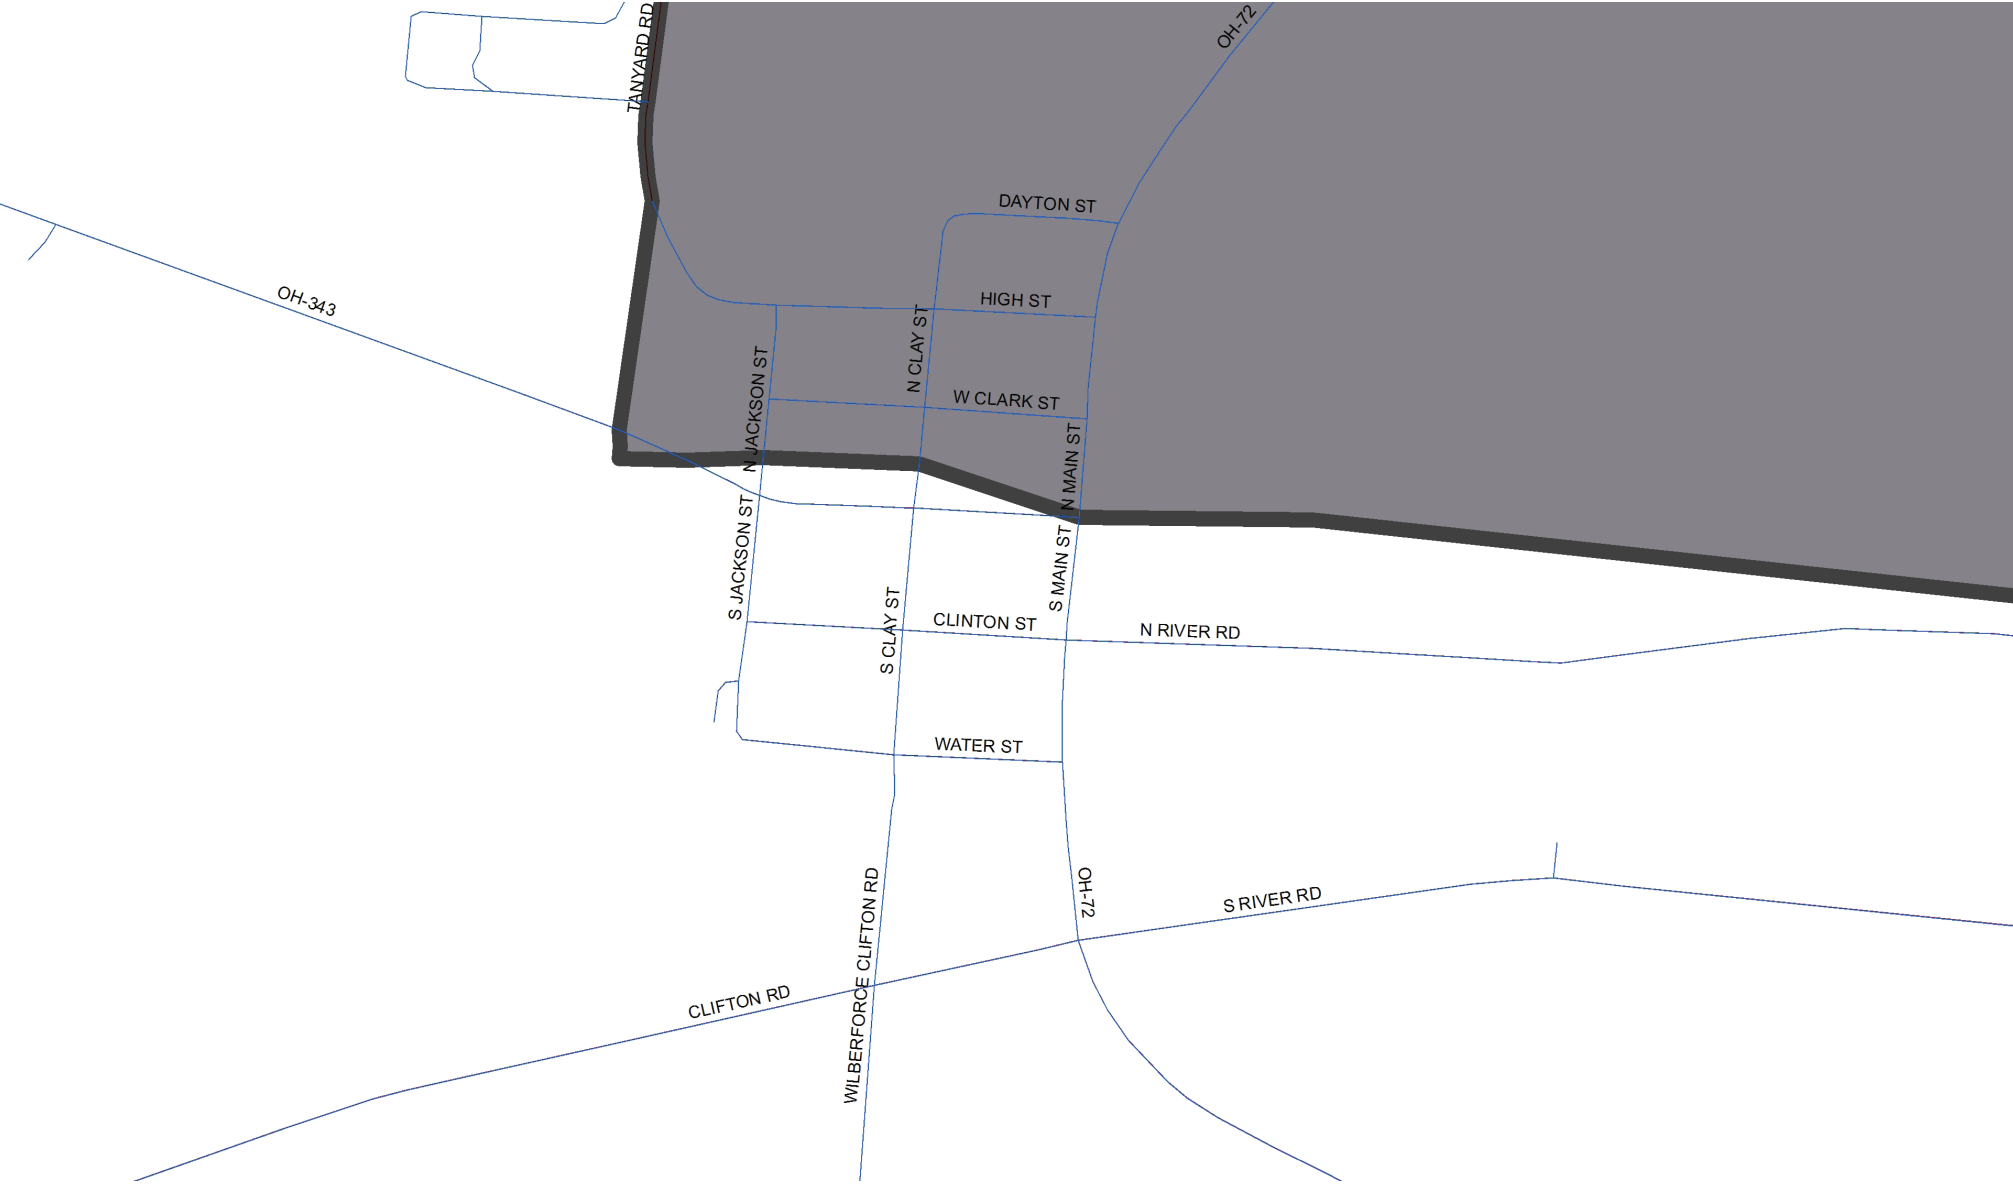 TANYARD RD
OH-72
DAYTON ST
OH-343
HIGH ST
N CLAY ST
N JACKSON ST
W CLARK ST
N MAIN ST
S JACKSON ST
S MAIN ST
S CLAY ST
CLINTON ST
N RIVER RD
WATER ST
WILBERFORCE CLIFTON RD
OH-72
S RIVER RD
CLIFTON RD